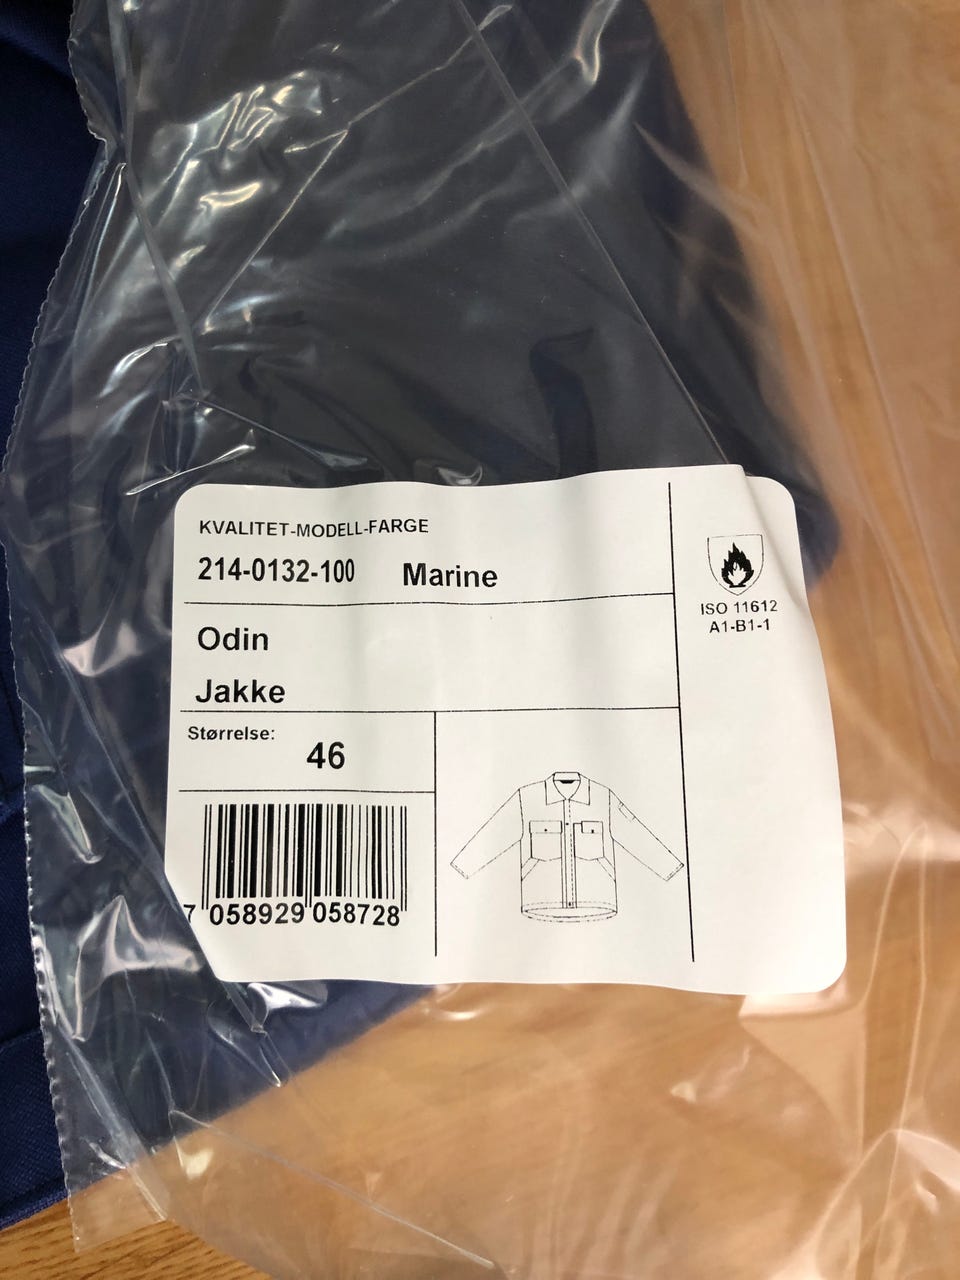 KVALITET-MODELL-FARGE
214-0132-100 Marine
Odin
Jakke
Størrelse:
46
7 058929 058728
ISO 11612
A1-B1-1